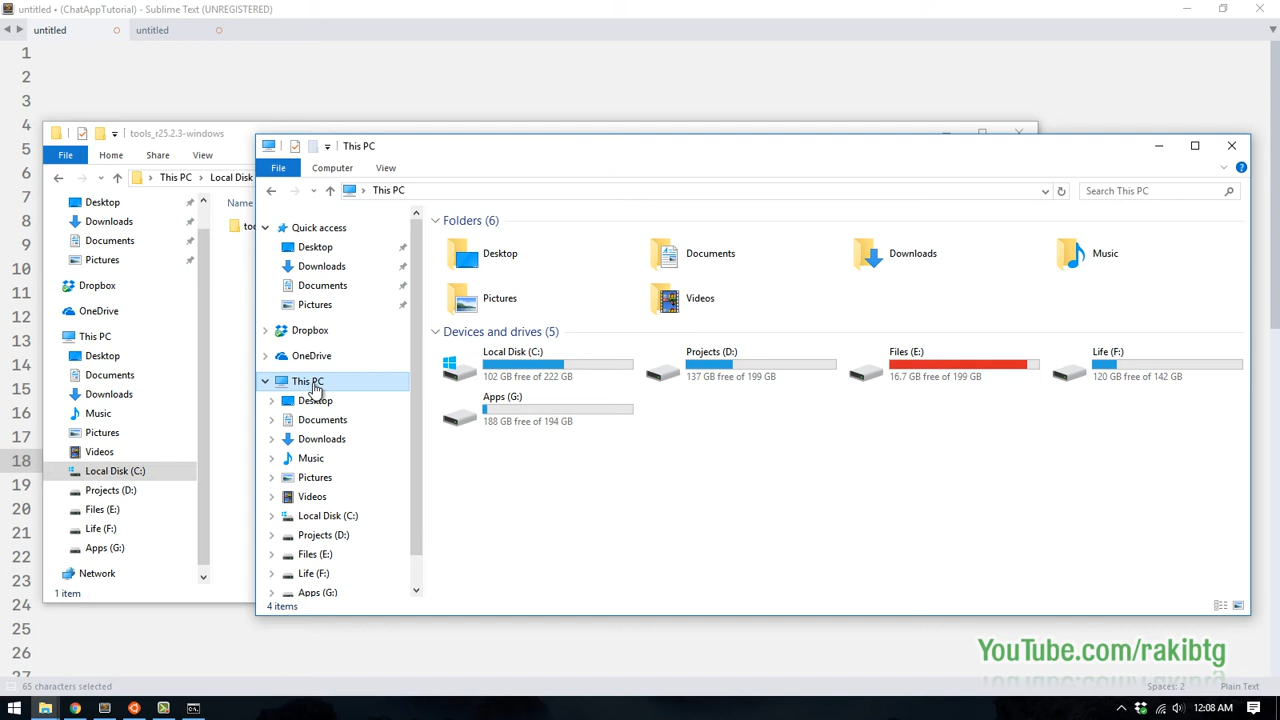 untitled • (ChatAppTutorial) - Sublime Text (UNREGISTERED)
untitled
untitled
1
2
3
4
5
6
7
8
9
10
11
12
13
14
15
16
17
18
19
20
21
22
23
24
25
26
27
tools_r25.2.3-windows
File Home Share View
This PC > Local Disk
Name
Desktop
Downloads
Documents
Pictures
Dropbox
OneDrive
This PC
Desktop
Documents
Downloads
Music
Pictures
Videos
Local Disk (C:)
Projects (D:)
Files (E:)
Life (F:)
Apps (G:)
Network
1 item
This PC
File Computer View
This PC
Search This PC
Quick access
Desktop
Downloads
Documents
Pictures
Dropbox
OneDrive
This PC
Desktop
Documents
Downloads
Music
Pictures
Videos
Local Disk (C:)
Projects (D:)
Files (E:)
Life (F:)
Apps (G:)
Folders (6)
Desktop
Documents
Downloads
Music
Pictures
Videos
Devices and drives (5)
Local Disk (C:)
102 GB free of 222 GB
Projects (D:)
137 GB free of 199 GB
Files (E:)
16.7 GB free of 199 GB
Life (F:)
120 GB free of 142 GB
Apps (G:)
188 GB free of 194 GB
4 items
YouTube.com/rakibtg
65 characters selected
Spaces: 2
Plain Text
12:08 AM